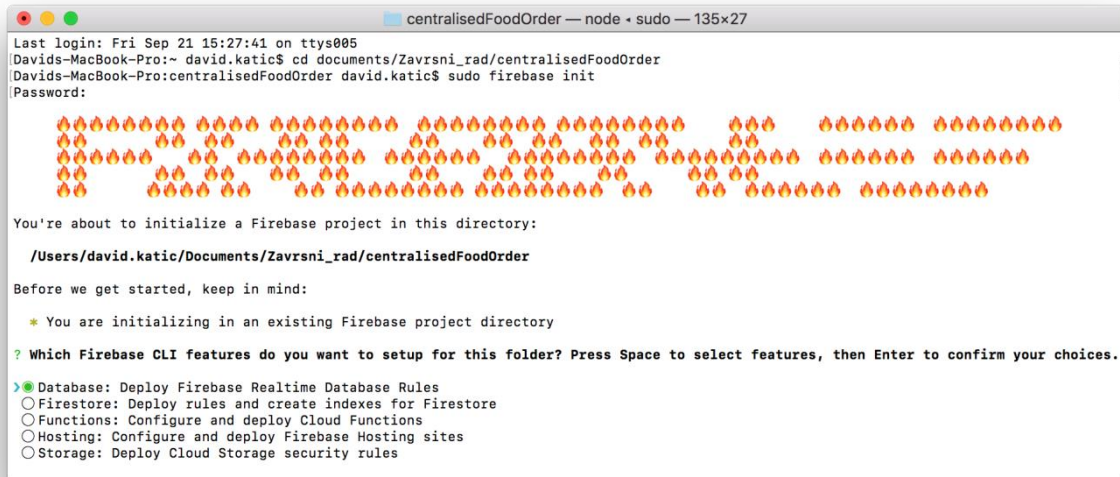 centralisedFoodOrder — node ◂ sudo — 135×27
Last login: Fri Sep 21 15:27:41 on ttys005
[Davids-MacBook-Pro:~ david.katic$ cd documents/Zavrsni_rad/centralisedFoodOrder
[Davids-MacBook-Pro:centralisedFoodOrder david.katic$ sudo firebase init
[Password:
You're about to initialize a Firebase project in this directory:
/Users/david.katic/Documents/Zavrsni_rad/centralisedFoodOrder
Before we get started, keep in mind:
* You are initializing in an existing Firebase project directory
? Which Firebase CLI features do you want to setup for this folder? Press Space to select features, then Enter to confirm your choices.
❯◉ Database: Deploy Firebase Realtime Database Rules
◯ Firestore: Deploy rules and create indexes for Firestore
◯ Functions: Configure and deploy Cloud Functions
◯ Hosting: Configure and deploy Firebase Hosting sites
◯ Storage: Deploy Cloud Storage security rules